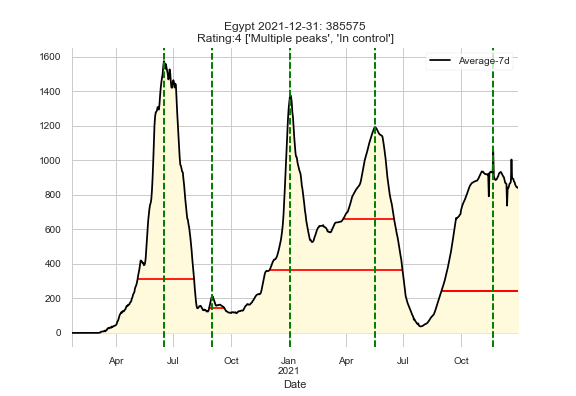 Egypt 2021-12-31: 385575
Rating:4 ['Multiple peaks', 'In control']
Average-7d
1600
1400
1200
1000
800
600
400
200
0
Apr Jul Oct Jan Apr Jul Oct
2021
Date